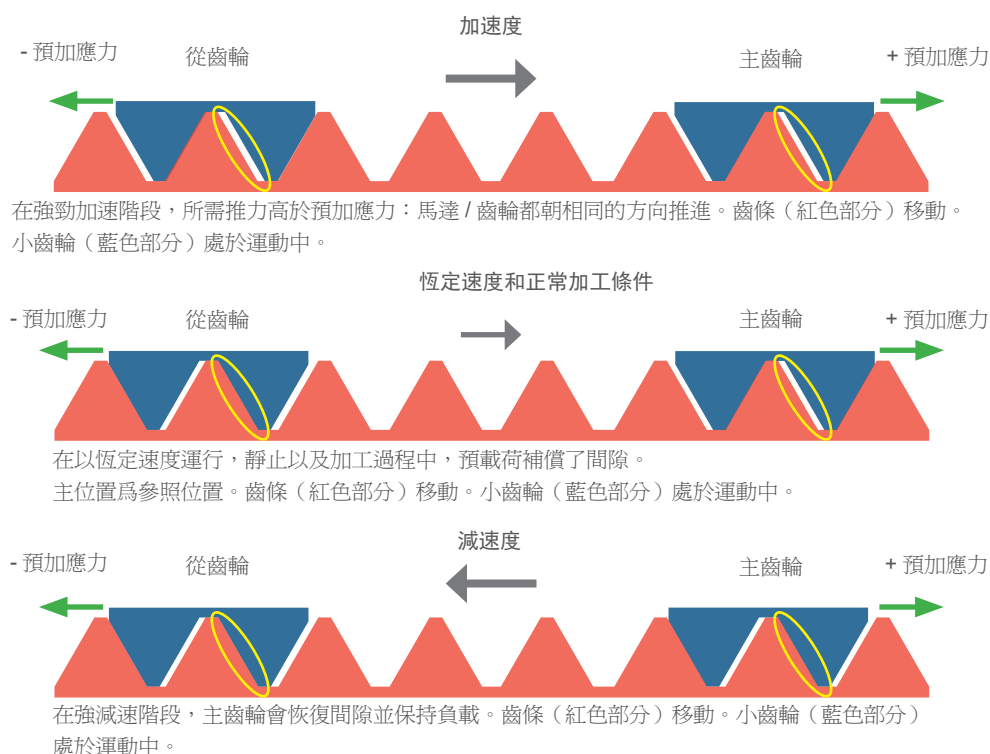 加速度
- 預加應力 從齒輪 主齒輪 + 預加應力
在強勁加速階段，所需推力高於預加應力：馬達 / 齒輪都朝相同的方向推進。齒條（紅色部分）移動。
小齒輪（藍色部分）處於運動中。
恆定速度和正常加工條件
- 預加應力 從齒輪 主齒輪 + 預加應力
在以恆定速度運行，靜止以及加工過程中，預載荷補償了間隙。
主位置爲參照位置。齒條（紅色部分）移動。小齒輪（藍色部分）處於運動中。
減速度
- 預加應力 從齒輪 主齒輪 + 預加應力
在強減速階段，主齒輪會恢復間隙並保持負載。齒條（紅色部分）移動。小齒輪（藍色部分）
處於運動中。